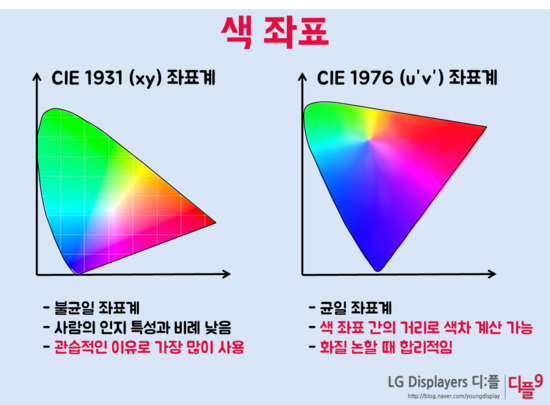 색 좌표
CIE 1931 (xy) 좌표계
CIE 1976 (u'v') 좌표계
- 불균일 좌표계
- 사람의 인지 특성과 비례 낮음
- 관습적인 이유로 가장 많이 사용
- 균일 좌표계
- 색 좌표 간의 거리로 색차 계산 가능
- 화질 논할 때 합리적임
LG Displayers 디:플
http://blog.naver.com/youngdisplay
디플9